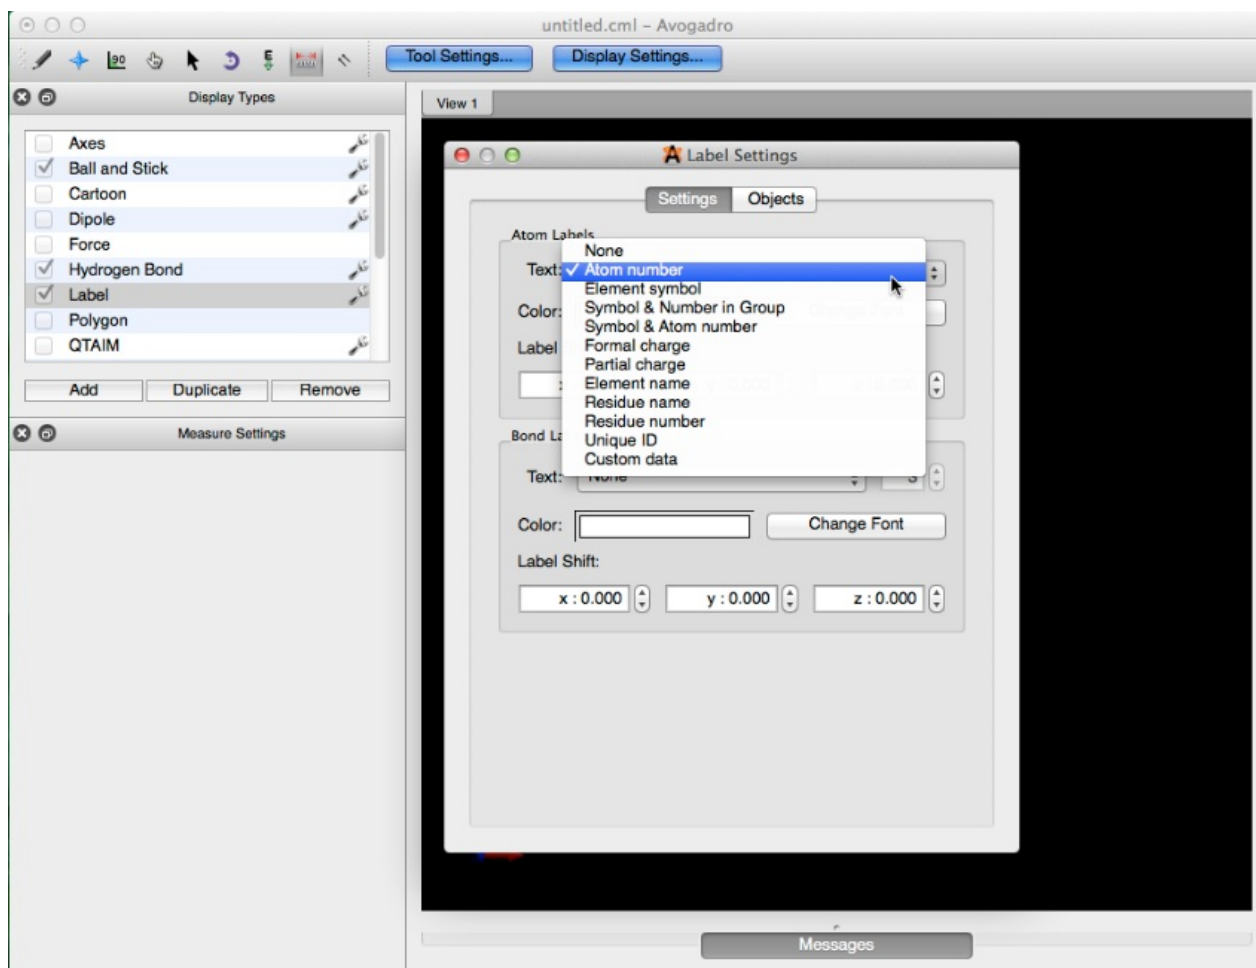 untitled.cml – Avogadro
90
E
Tool Settings...
Display Settings...
Display Types
View 1
Axes
Ball and Stick
Cartoon
Dipole
Force
Hydrogen Bond
Label
Polygon
QTAIM
Add
Duplicate
Remove
Measure Settings
Label Settings
Settings
Objects
Atom Labels
Text:
None
✓ Atom number
Element symbol
Symbol & Number in Group
Symbol & Atom number
Formal charge
Partial charge
Element name
Residue name
Residue number
Unique ID
Custom data
Color:
Label
Bond La
Text:
None
3
Color:
Change Font
Label Shift:
x : 0.000
y : 0.000
z : 0.000
Messages